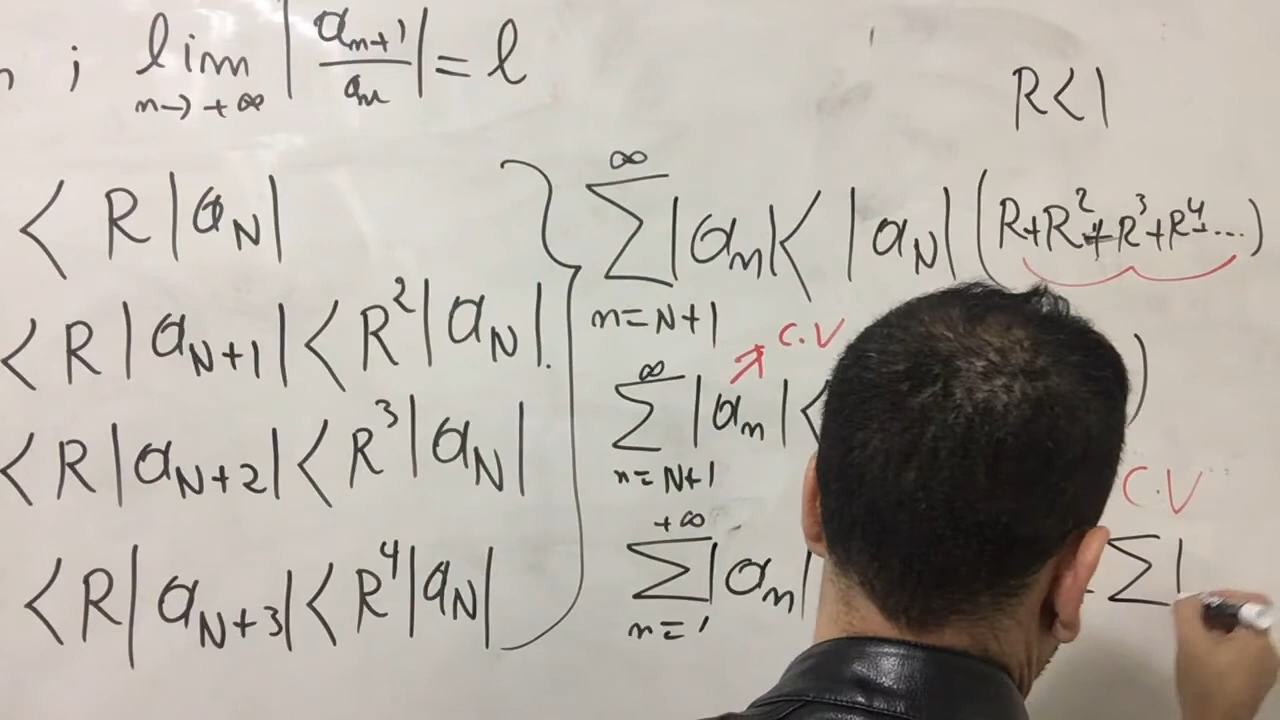 ; lim |a_{n+1}/a_n| = l
n→+∞
R<1
< R|a_N|
∑_{n=N+1}^{∞} |a_n| < |a_N| (R+R²+R³+R⁴+...)
< R|a_{N+1}| < R²|a_N|.
C.V
∑_{n=N+1}^{∞} |a_n| < )
< R|a_{N+2}| < R³|a_N|
C.V
∑_{n=1}^{+∞} |a_n| ∑|
< R|a_{N+3}| < R⁴|a_N|